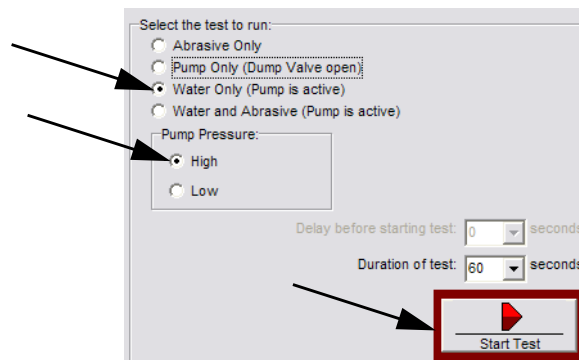 Select the test to run:
Abrasive Only
Pump Only (Dump Valve open)
Water Only (Pump is active)
Water and Abrasive (Pump is active)
Pump Pressure:
High
Low
Delay before starting test: 0 seconds
Duration of test: 60 seconds
Start Test